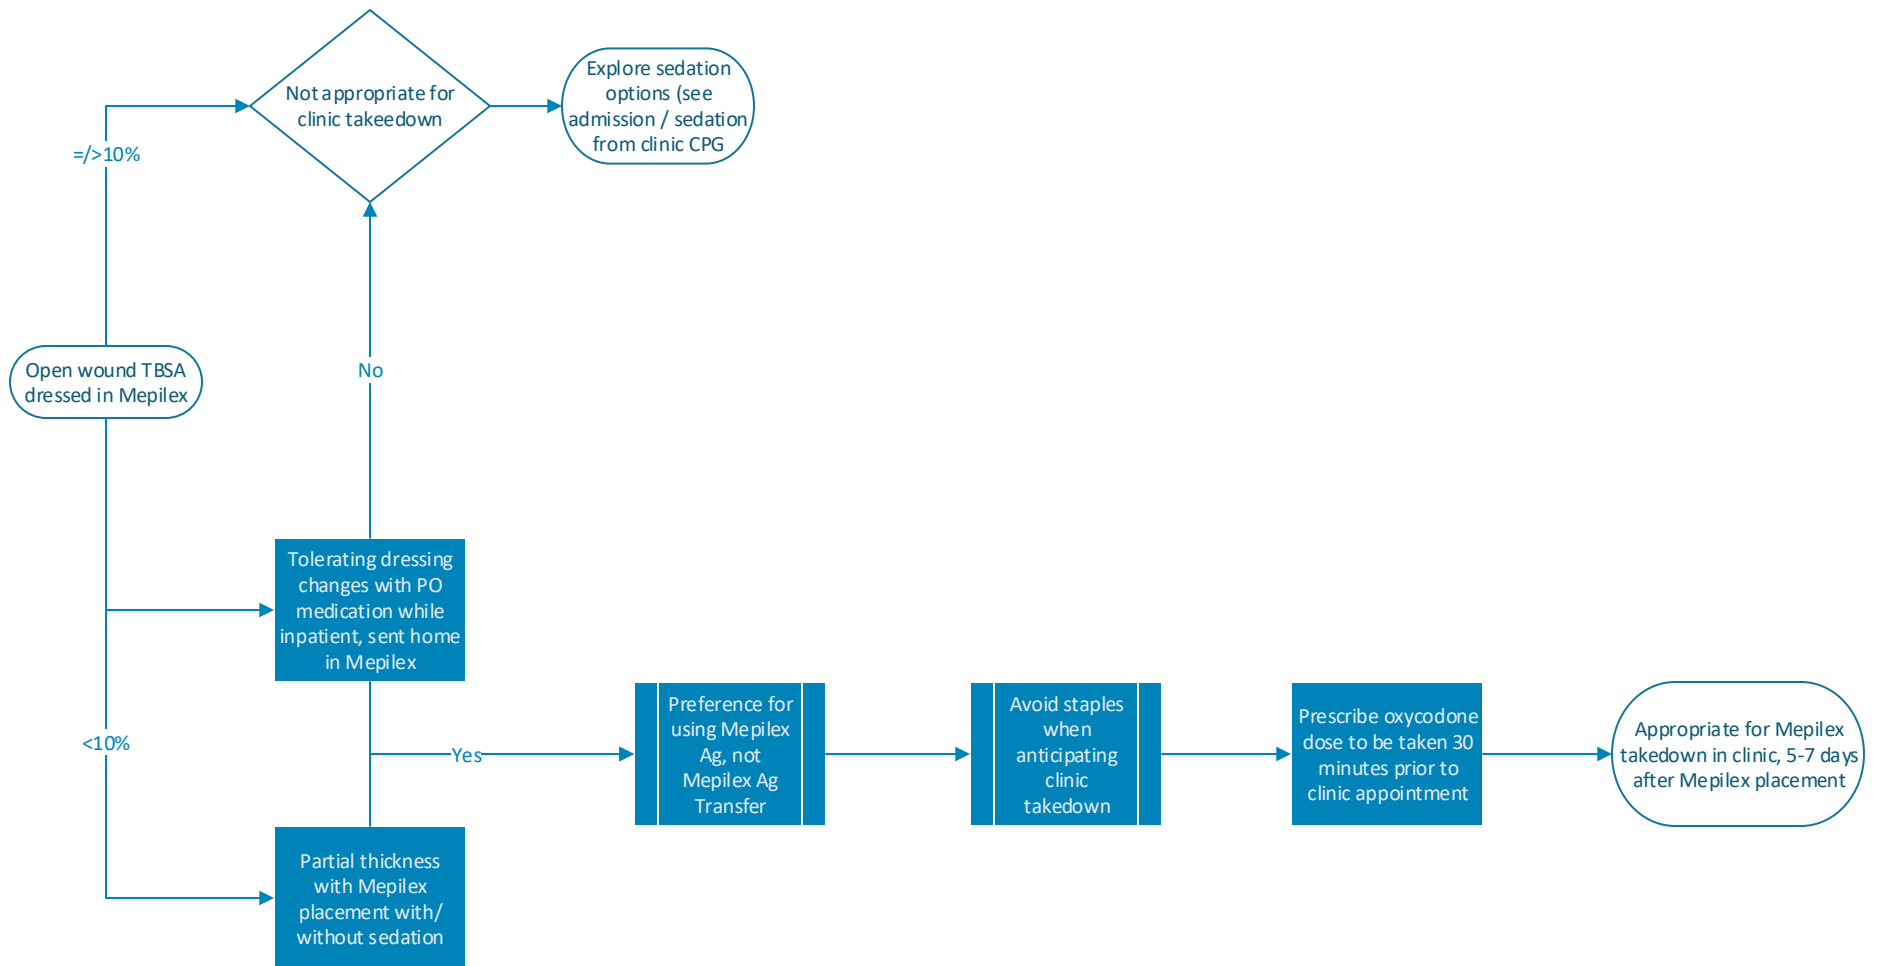 Not appropriate for
clinic takeedown
Explore sedation
options (see
admission / sedation
from clinic CPG
=/>10%
Open wound TBSA
dressed in Mepilex
No
Tolerating dressing
changes with PO
medication while
inpatient, sent home
in Mepilex
<10%
Yes
Preference for
using Mepilex
Ag, not
Mepilex Ag
Transfer
Avoid staples
when
anticipating
clinic
takedown
Prescribe oxycodone
dose to be taken 30
minutes prior to
clinic appointment
Appropriate for Mepilex
takedown in clinic, 5-7 days
after Mepilex placement
Partial thickness
with Mepilex
placement with/
without sedation